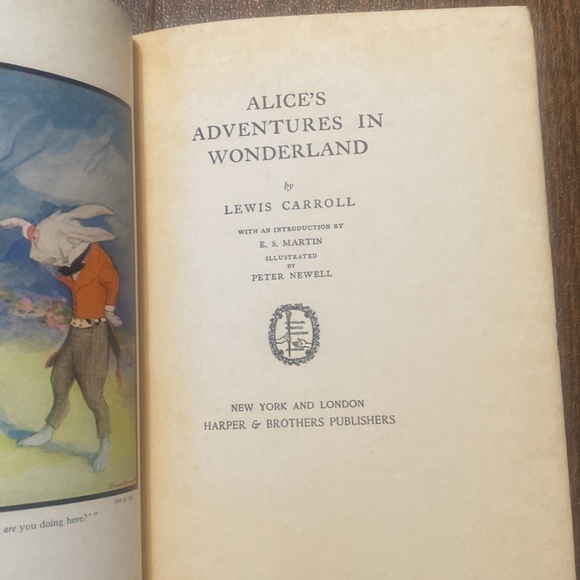 are you doing here?' "
ALICE'S
ADVENTURES IN
WONDERLAND
by
LEWIS CARROLL
WITH AN INTRODUCTION BY
E. S. MARTIN
ILLUSTRATED
BY
PETER NEWELL
NEW YORK AND LONDON
HARPER & BROTHERS PUBLISHERS